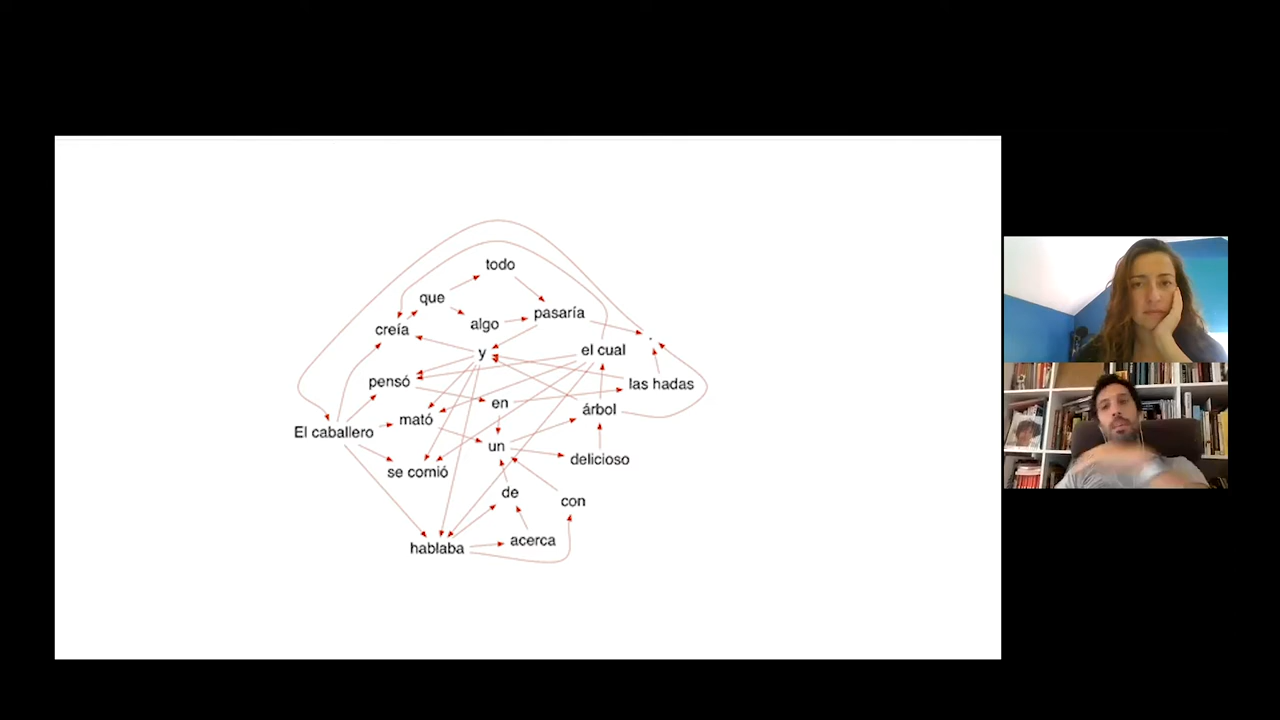 todo
que
algo
pasaría
creía
y
el cual
.
pensó
las hadas
en
árbol
mató
El caballero
un
delicioso
se comió
de
con
acerca
hablaba